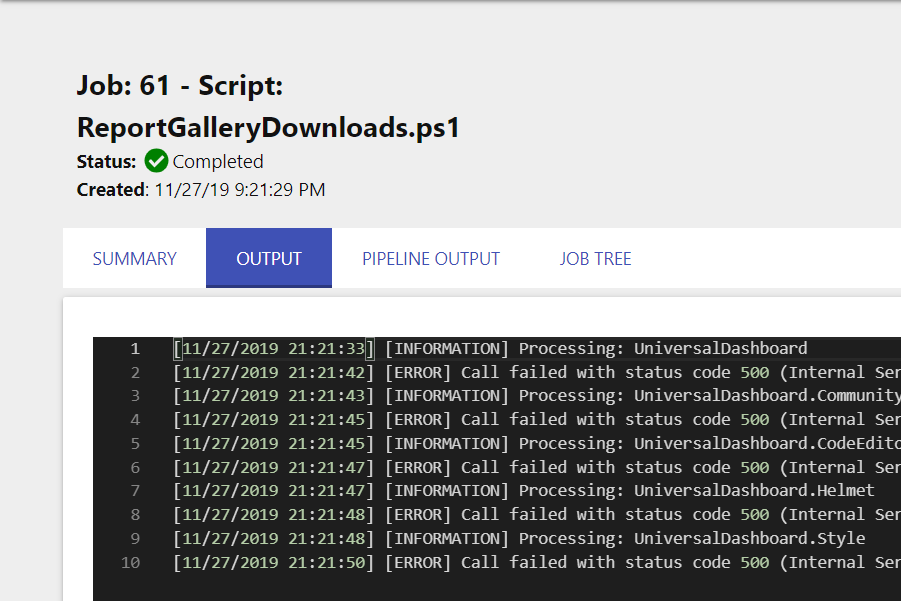 Job: 61 - Script:
ReportGalleryDownloads.ps1
Status: Completed
Created: 11/27/19 9:21:29 PM
SUMMARY OUTPUT PIPELINE OUTPUT JOB TREE
1 [11/27/2019 21:21:33] [INFORMATION] Processing: UniversalDashboard
2 [11/27/2019 21:21:42] [ERROR] Call failed with status code 500 (Internal Ser
3 [11/27/2019 21:21:43] [INFORMATION] Processing: UniversalDashboard.Community
4 [11/27/2019 21:21:45] [ERROR] Call failed with status code 500 (Internal Ser
5 [11/27/2019 21:21:45] [INFORMATION] Processing: UniversalDashboard.CodeEdito
6 [11/27/2019 21:21:47] [ERROR] Call failed with status code 500 (Internal Ser
7 [11/27/2019 21:21:47] [INFORMATION] Processing: UniversalDashboard.Helmet
8 [11/27/2019 21:21:48] [ERROR] Call failed with status code 500 (Internal Ser
9 [11/27/2019 21:21:48] [INFORMATION] Processing: UniversalDashboard.Style
10 [11/27/2019 21:21:50] [ERROR] Call failed with status code 500 (Internal Ser